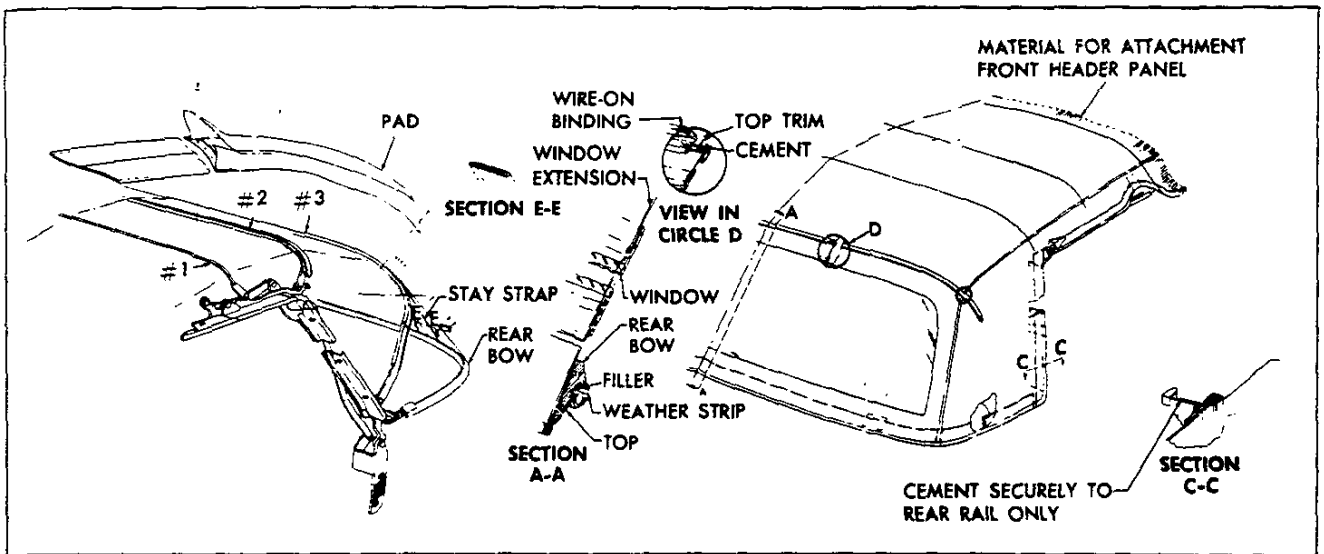 PAD
#2
#3
#1
STAY STRAP
REAR
BOW
SECTION E-E
WIRE-ON
BINDING
WINDOW
EXTENSION
TOP TRIM
CEMENT
VIEW IN
CIRCLE D
WINDOW
REAR
BOW
FILLER
WEATHER STRIP
TOP
SECTION
A-A
MATERIAL FOR ATTACHMENT
FRONT HEADER PANEL
A
D
C
C
A
CEMENT SECURELY TO
REAR RAIL ONLY
SECTION
C-C